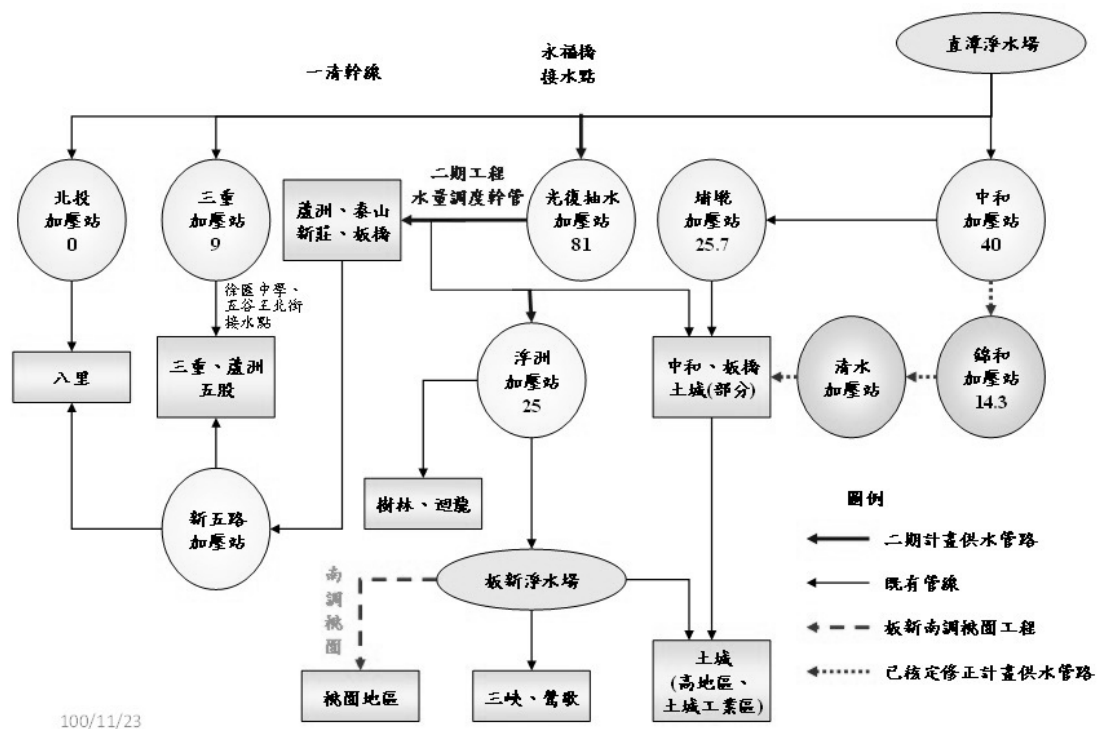 直潭淨水場
永福橋
接水點
一清幹線
北投
加壓站
0
三重
加壓站
9
蘆洲、泰山
新莊、板橋
二期工程
水量調度幹管
光復抽水
加壓站
81
埔墘
加壓站
25.7
中和
加壓站
40
徐匯中學、
五谷王北街
接水點
八里
三重、蘆洲
五股
浮洲
加壓站
25
中和、板橋
土城(部分)
清水
加壓站
錦和
加壓站
14.3
樹林、迴龍
新五路
加壓站
圖例
二期計畫供水管路
既有管線
板新南調桃園工程
已核定修正計畫供水管路
南調桃園
板新淨水場
桃園地區
三峽、鶯歌
土城
(高地區、
土城工業區)
100/11/23